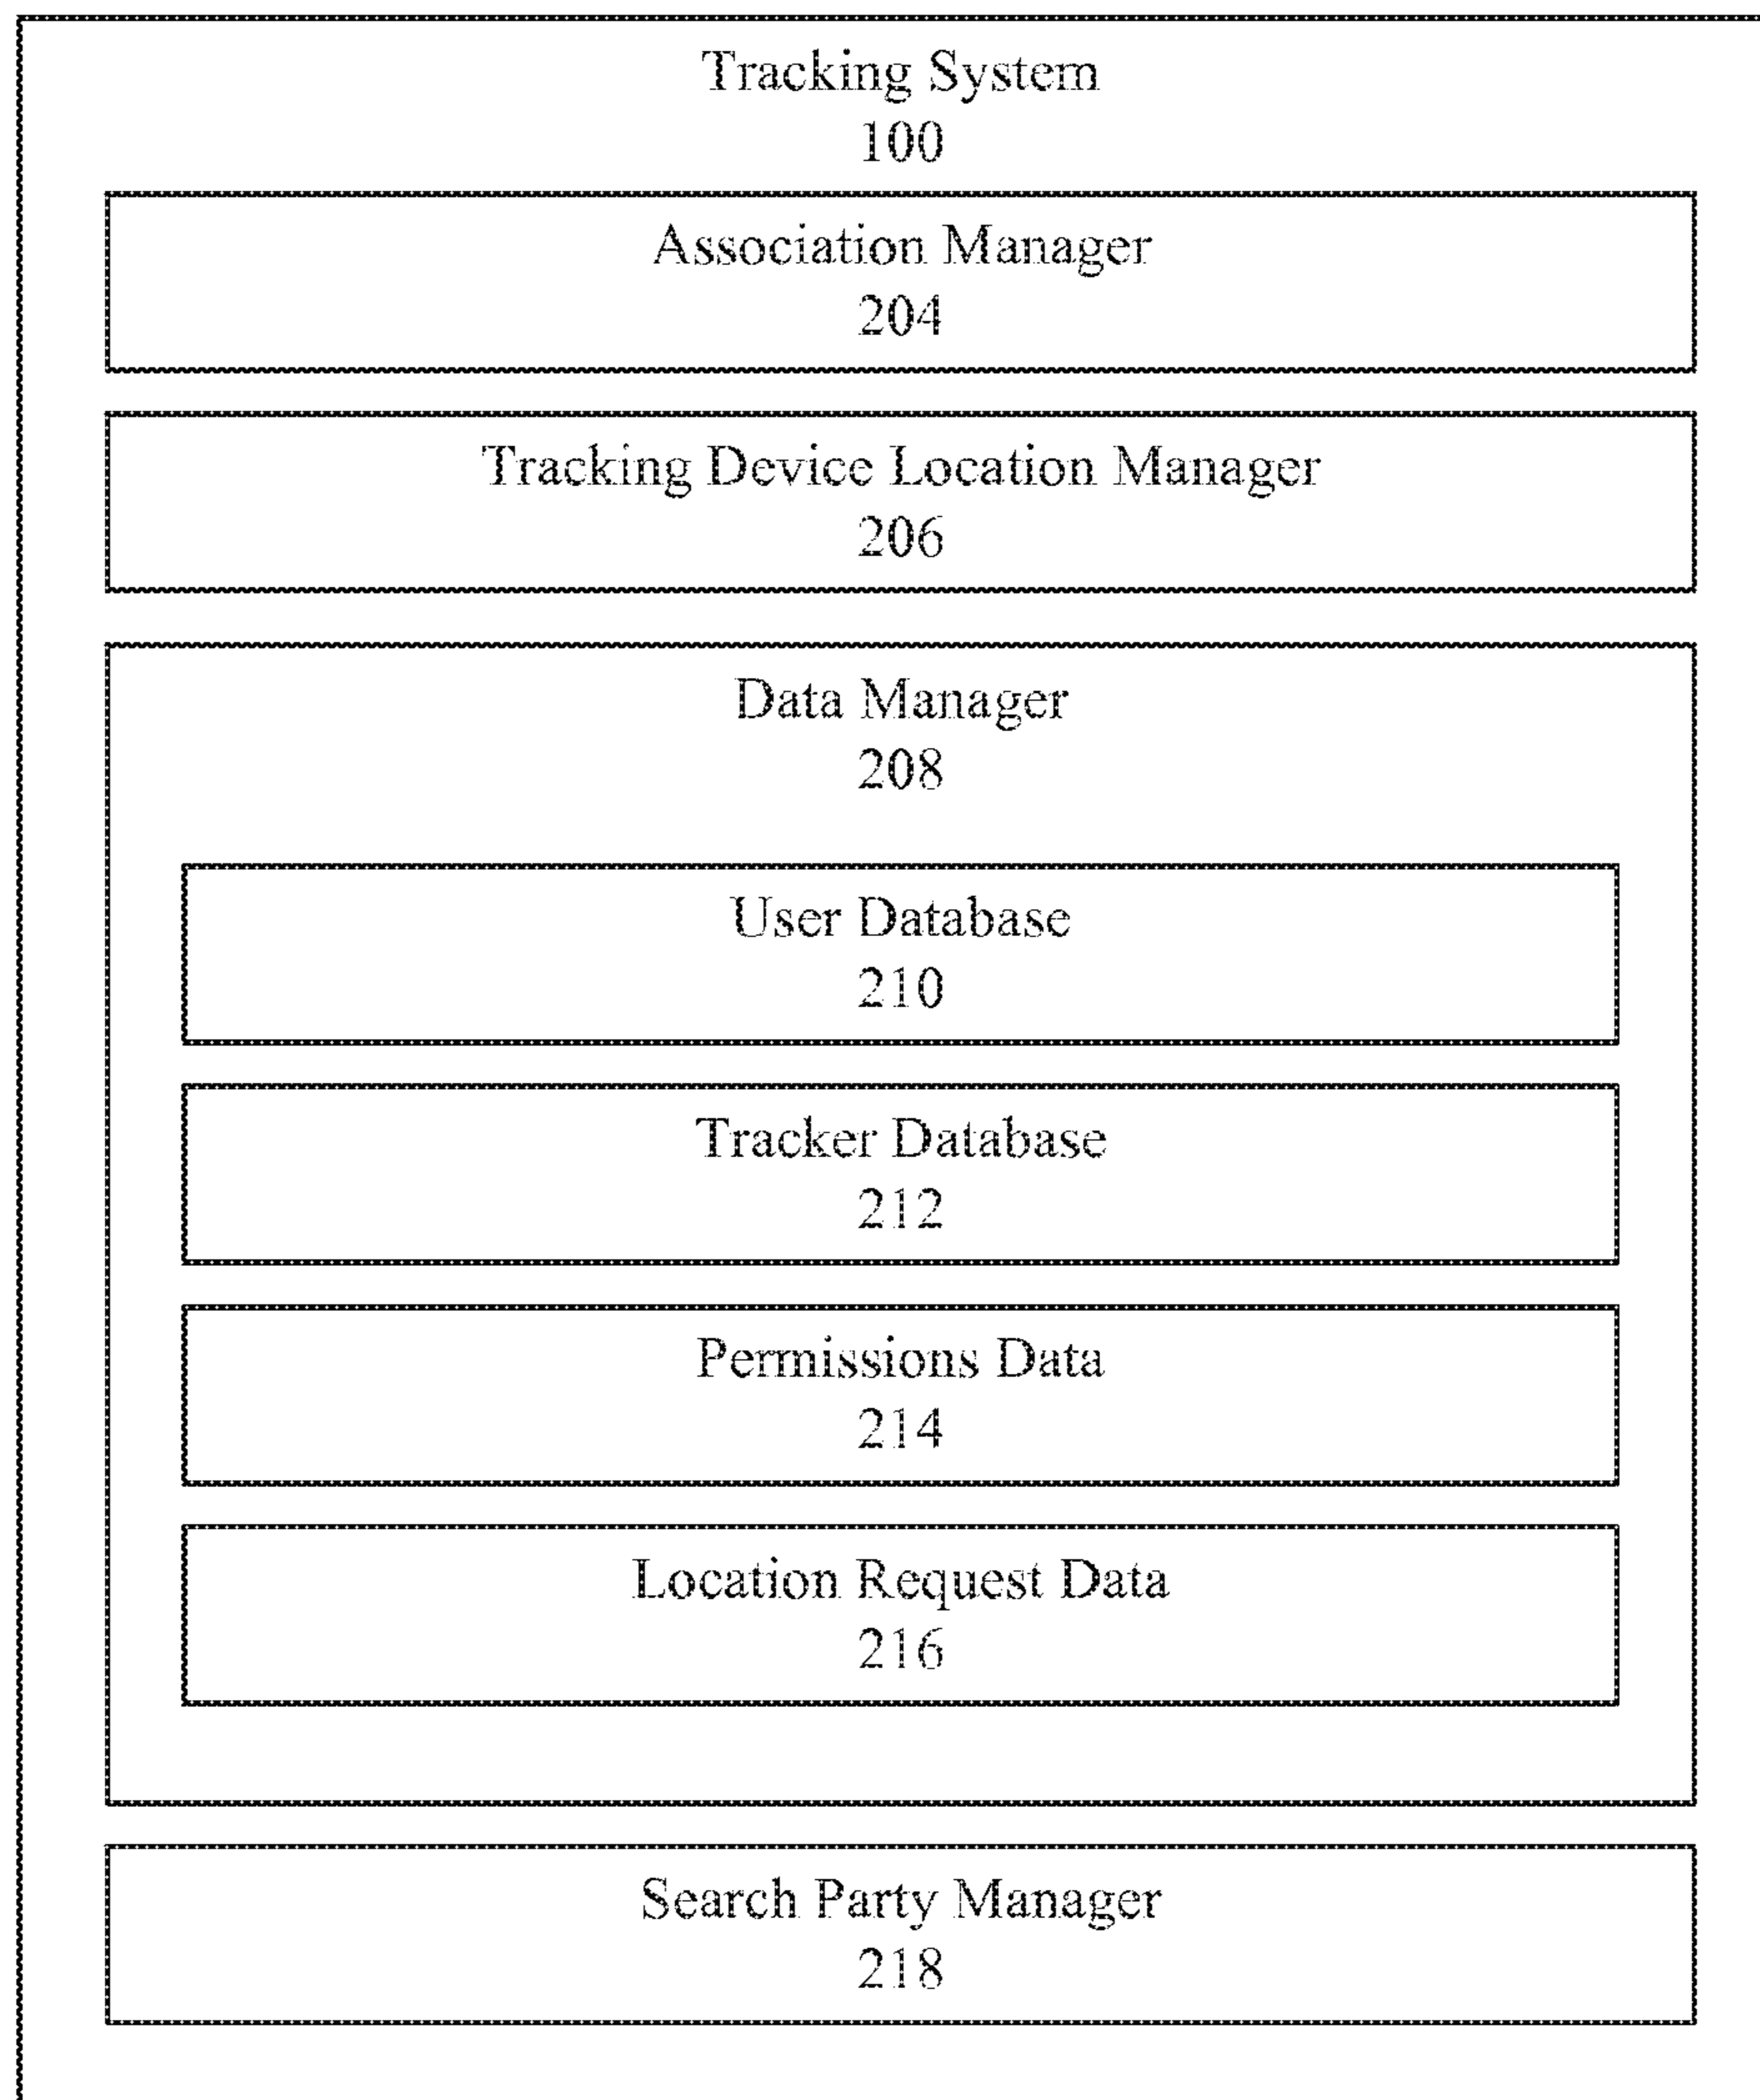 Tracking System
100
Association Manager
204
Tracking Device Location Manager
206
Data Manager
208
User Database
210
Tracker Database
212
Permissions Data
214
Location Request Data
216
Search Party Manager
218